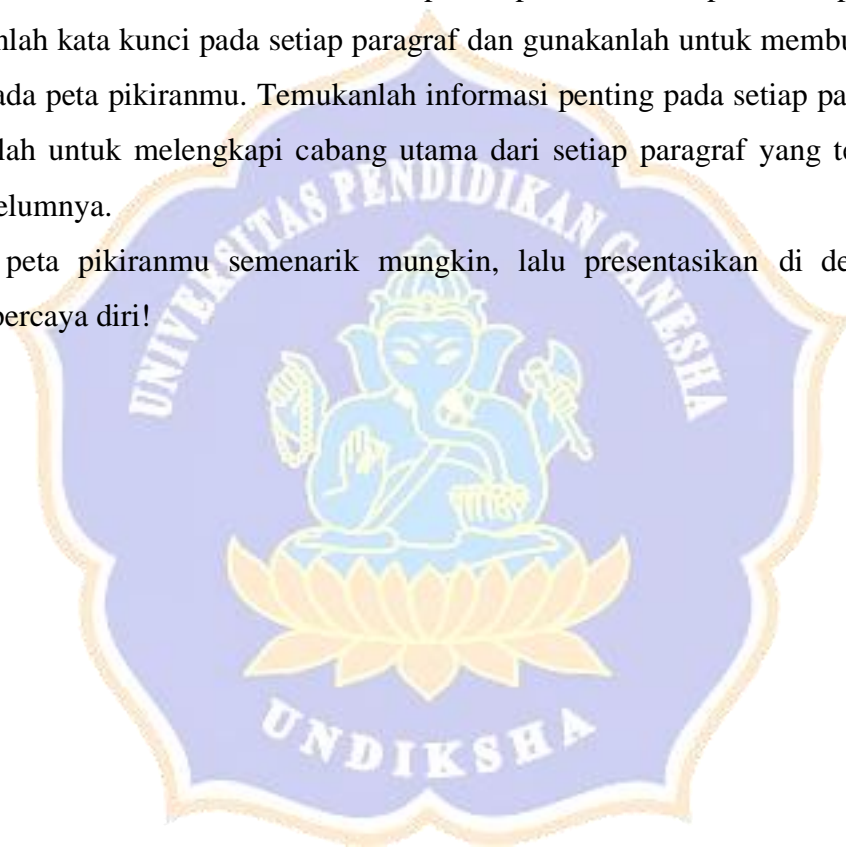 nlah kata kunci pada setiap paragraf dan gunakanlah untuk membu
ada peta pikiranmu. Temukanlah informasi penting pada setiap pa
lah untuk melengkapi cabang utama dari setiap paragraf yang te
elumnya.
peta pikiranmu semenarik mungkin, lalu presentasikan di de
percaya diri!
UNIVERSITAS PENDIDIKAN GANESHA
UNDIKSHA